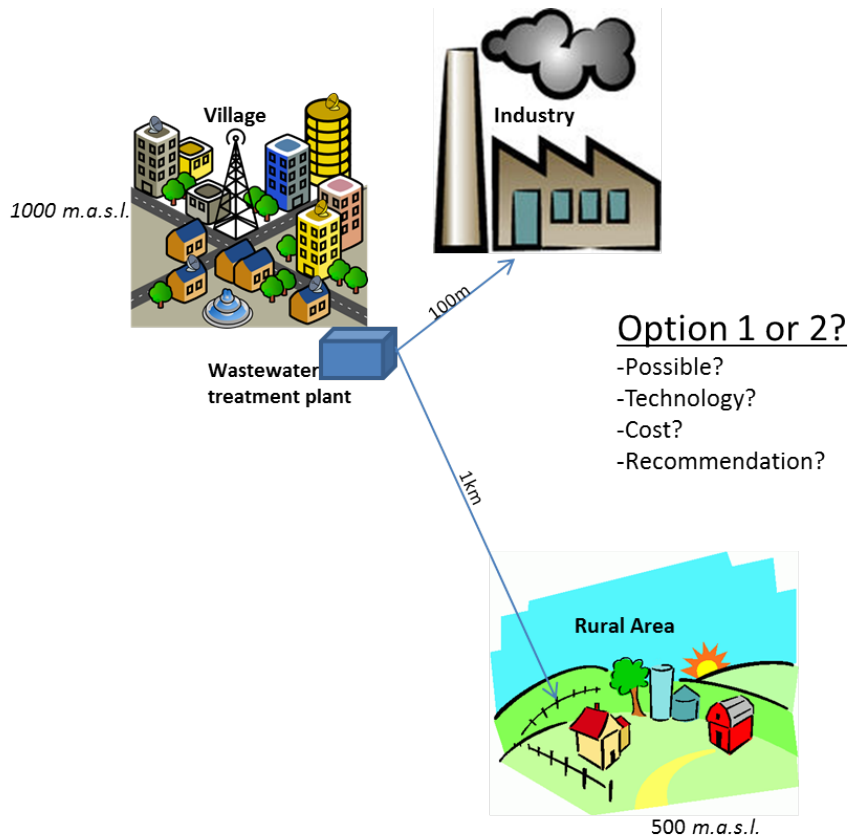 Village
Industry
1000 m.a.s.l.
100m
Option 1 or 2?
-Possible?
-Technology?
-Cost?
-Recommendation?
Wastewater
treatment plant
1km
Rural Area
500 m.a.s.l.